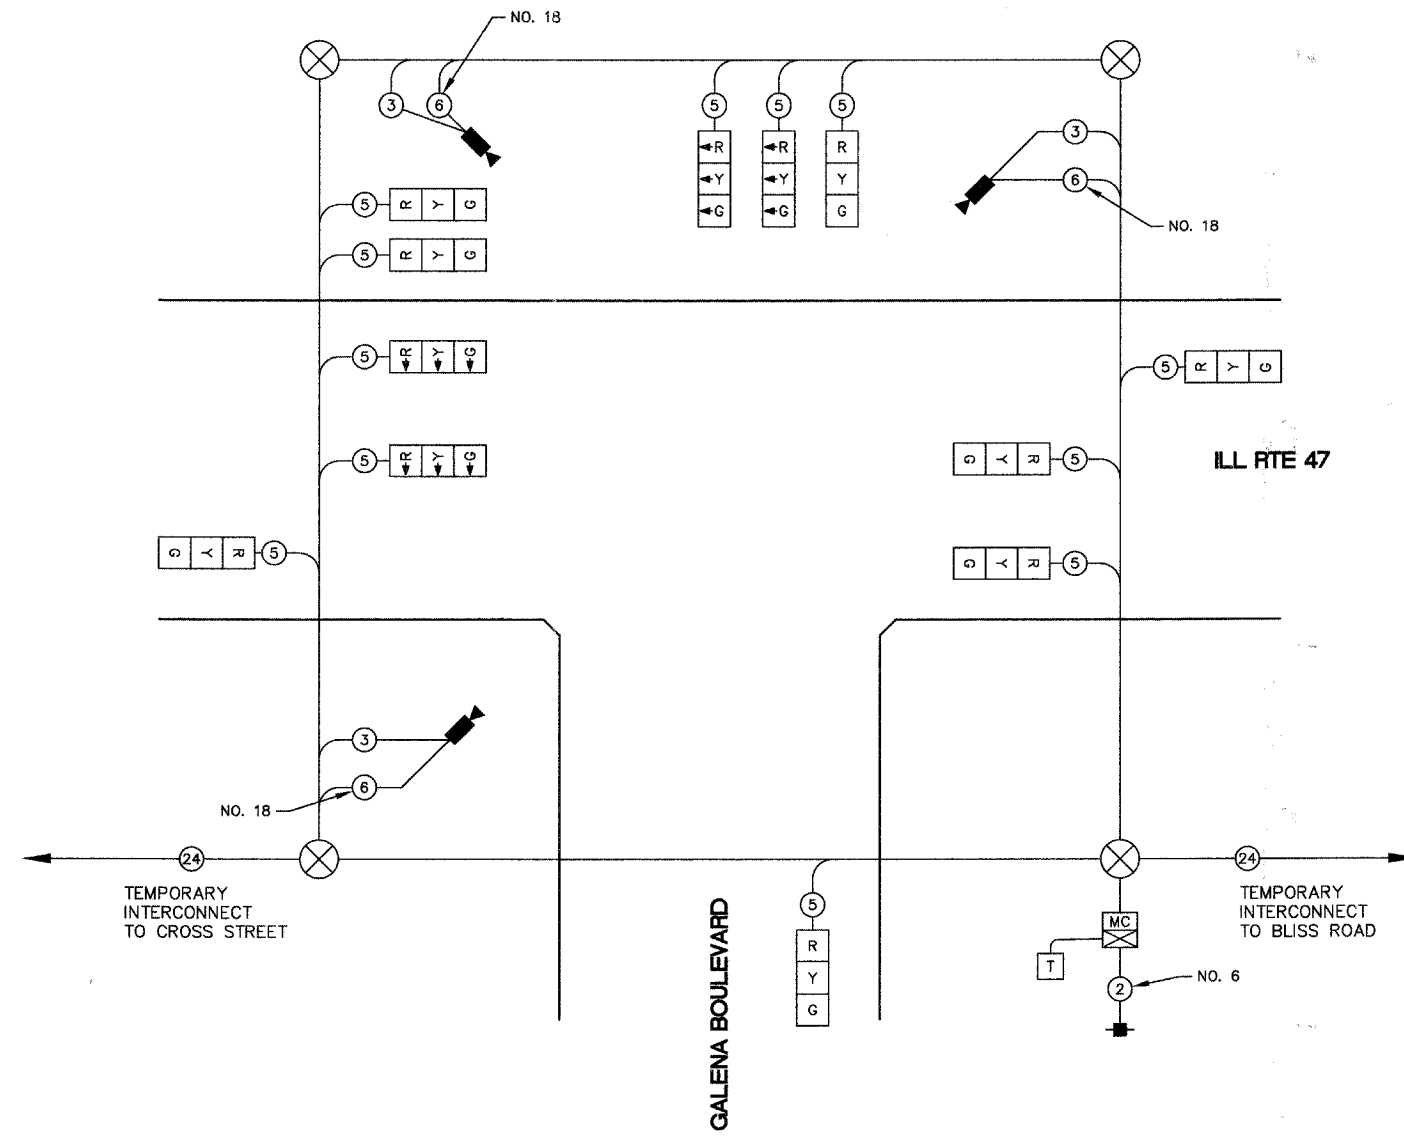 NO. 18
3
6
5
5
5
R
R
R
Y
Y
Y
G
G
G
3
6
NO. 18
5
R Y G
5
R Y G
5
R Y G
5
R Y G
5
R Y G
ILL RTE 47
G Y R
5
G Y R
5
G Y R
5
3
6
NO. 18
24
TEMPORARY
INTERCONNECT
TO CROSS STREET
24
TEMPORARY
INTERCONNECT
TO BLISS ROAD
GALENA BOULEVARD
5
R
Y
G
MC
T
2
NO. 6